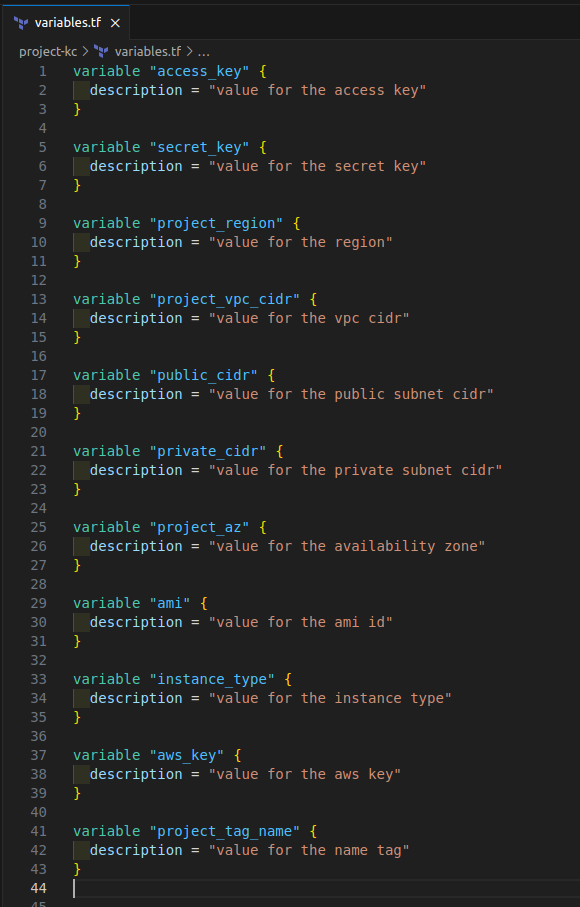 variables.tf ×
project-kc > variables.tf > ...
1 variable "access_key" {
2   description = "value for the access key"
3 }
4
5 variable "secret_key" {
6   description = "value for the secret key"
7 }
8
9 variable "project_region" {
10   description = "value for the region"
11 }
12
13 variable "project_vpc_cidr" {
14   description = "value for the vpc cidr"
15 }
16
17 variable "public_cidr" {
18   description = "value for the public subnet cidr"
19 }
20
21 variable "private_cidr" {
22   description = "value for the private subnet cidr"
23 }
24
25 variable "project_az" {
26   description = "value for the availability zone"
27 }
28
29 variable "ami" {
30   description = "value for the ami id"
31 }
32
33 variable "instance_type" {
34   description = "value for the instance type"
35 }
36
37 variable "aws_key" {
38   description = "value for the aws key"
39 }
40
41 variable "project_tag_name" {
42   description = "value for the name tag"
43 }
44
45